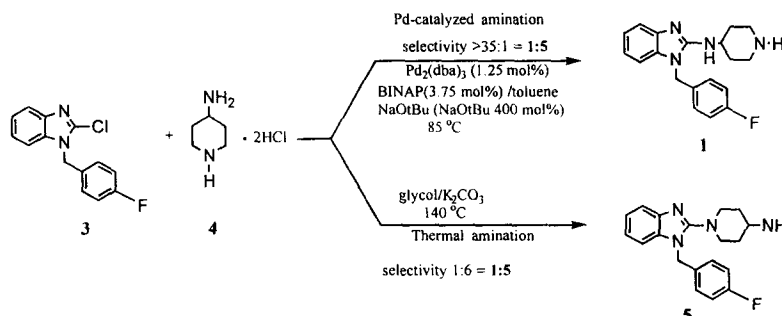 Pd-catalyzed amination
selectivity >35:1 = 1:5
Pd2(dba)3 (1.25 mol%)
BINAP(3.75 mol%) /toluene
NaOtBu (NaOtBu 400 mol%)
85 °C
N
N
Cl
F
3
+
NH2
N
H
· 2HCl
4
N
N
N
H
N-H
F
1
glycol/K2CO3
140 °C
Thermal amination
selectivity 1:6 = 1:5
N
N
N
NH
F
5